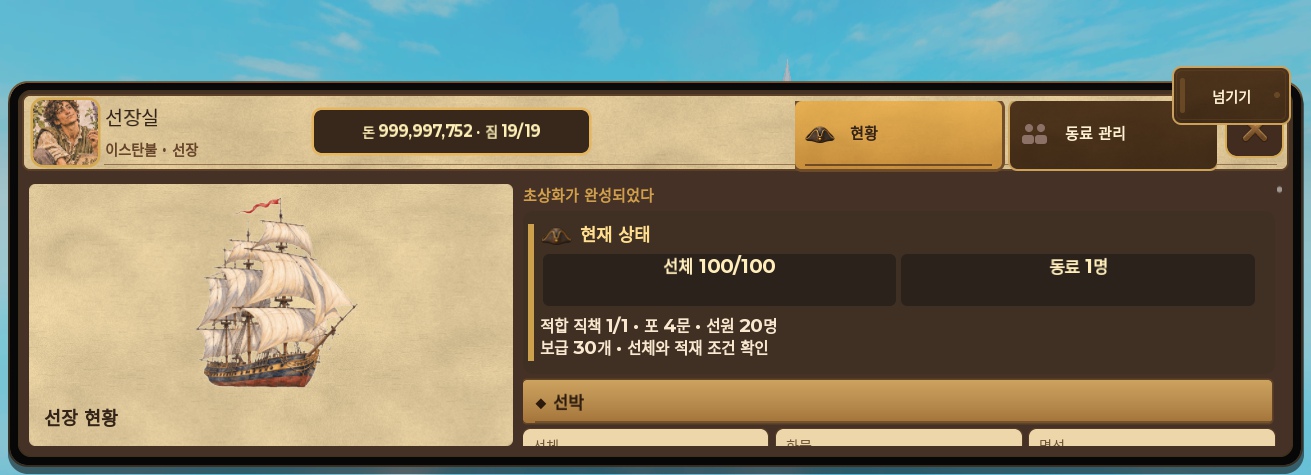 넘기기
선장실
이스탄불 · 선장
돈 999,997,752 · 짐 19/19
현황
동료 관리
초상화가 완성되었다
현재 상태
선체 100/100
동료 1명
적합 직책 1/1 · 포 4문 · 선원 20명
보급 30개 · 선체와 적재 조건 확인
◆ 선박
선장 현황